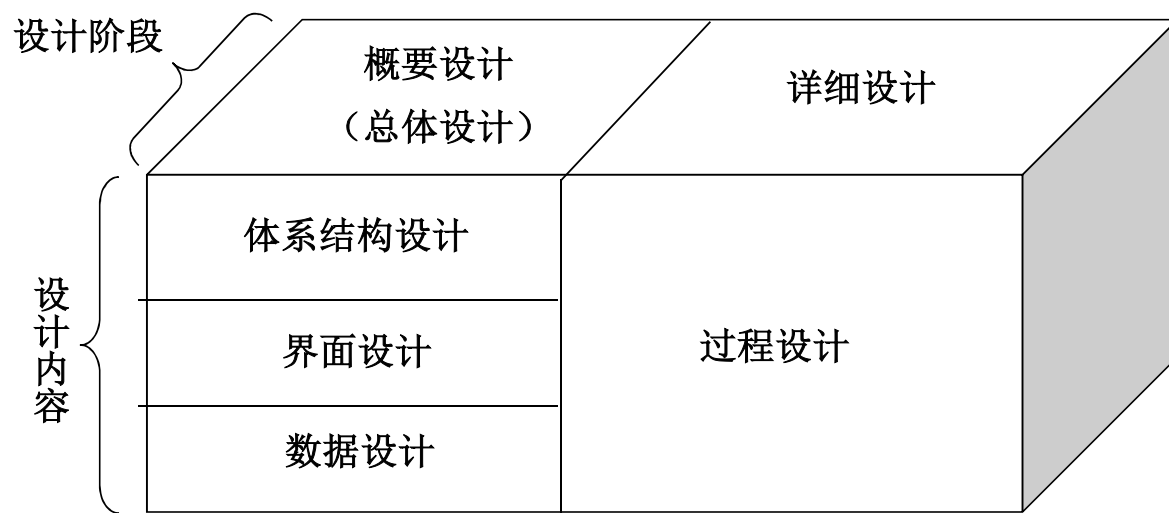 设计阶段
概要设计
（总体设计）
详细设计
设计内容
体系结构设计
界面设计
数据设计
过程设计